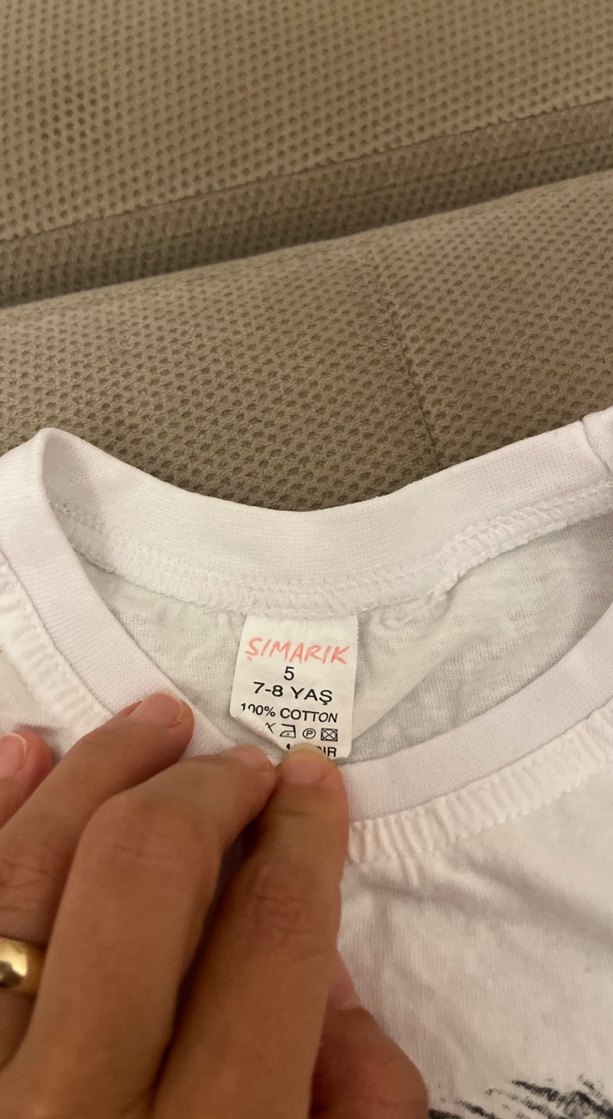 ŞIMARIK
5
7-8 YAŞ
100% COTTON